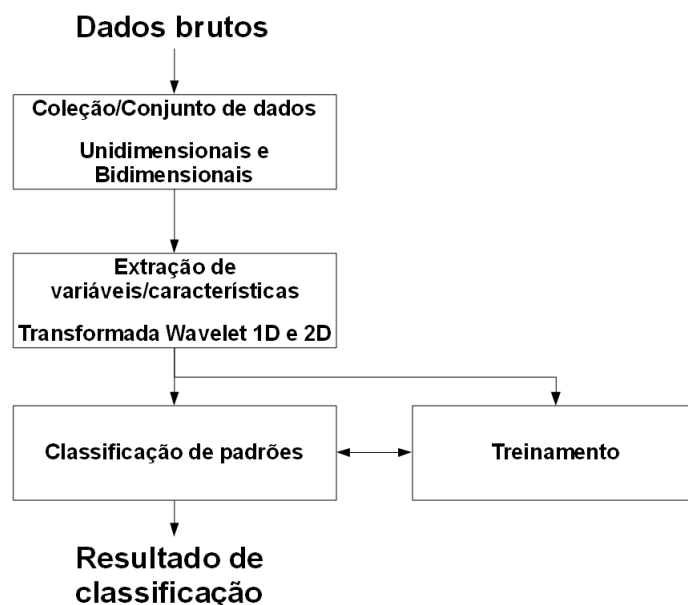 Dados brutos
Coleção/Conjunto de dados
Unidimensionais e
Bidimensionais
Extração de
variáveis/características
Transformada Wavelet 1D e 2D
Classificação de padrões
Treinamento
Resultado de
classificação